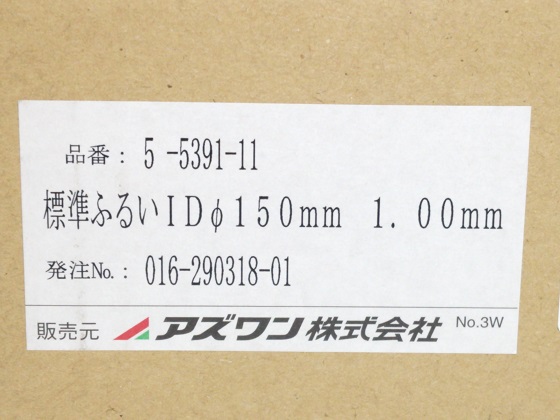 品番： 5 -5391-11
標準ふるいIDφ150mm 1.00mm
発注No.： 016-290318-01
販売元 アズワン株式会社 No.3W